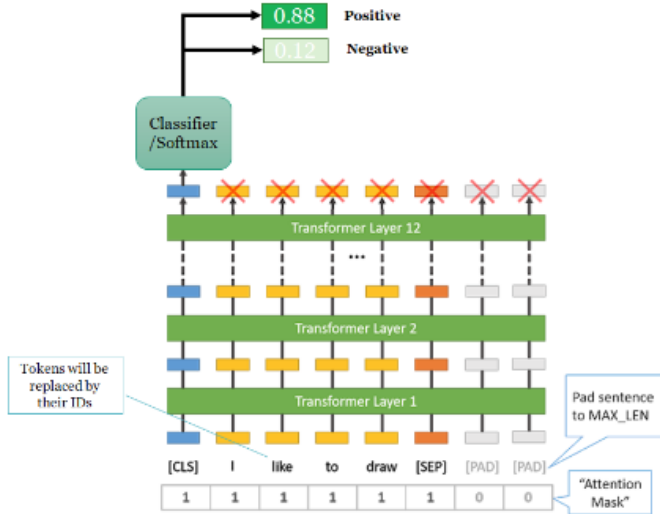 0.88 Positive
0.12 Negative
Classifier
/Softmax
Transformer Layer 12
...
Transformer Layer 2
Tokens will be
replaced by
their IDs
Transformer Layer 1
Pad sentence
to MAX_LEN
[CLS] I like to draw [SEP] [PAD] [PAD]
1 1 1 1 1 1 0 0
"Attention
Mask"